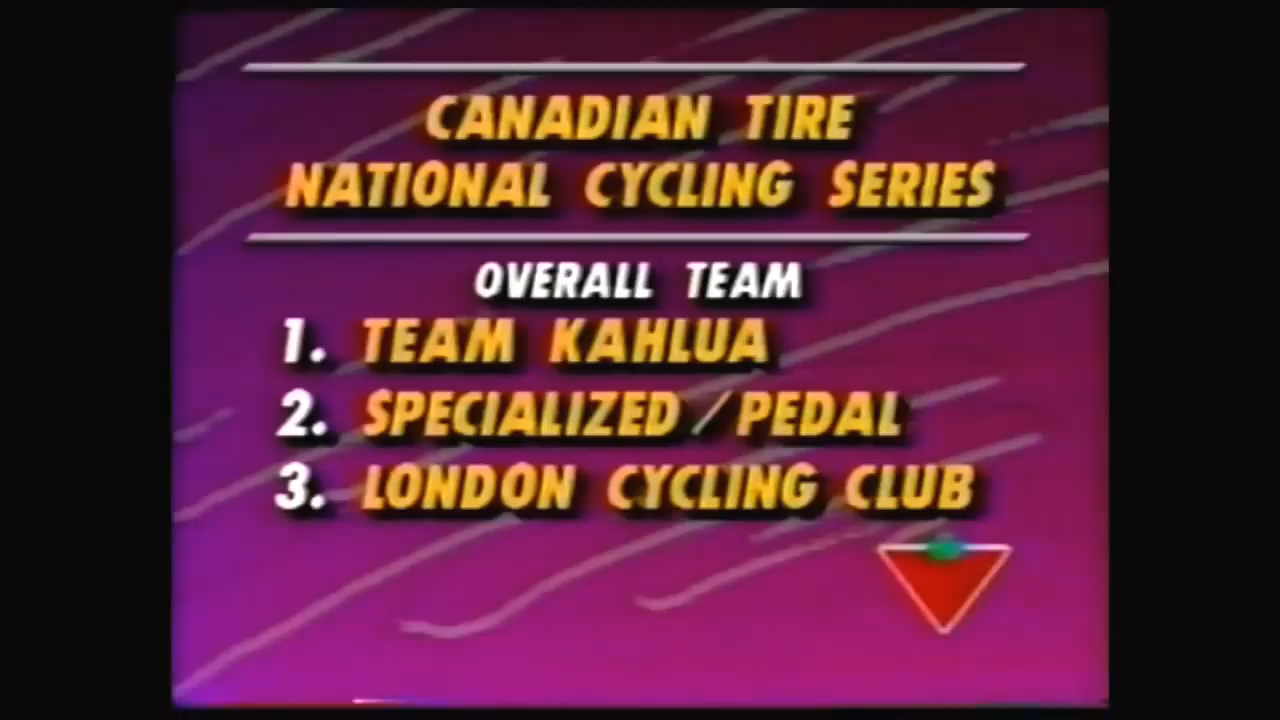 CANADIAN TIRE
NATIONAL CYCLING SERIES
OVERALL TEAM
1. TEAM KAHLUA
2. SPECIALIZED/PEDAL
3. LONDON CYCLING CLUB